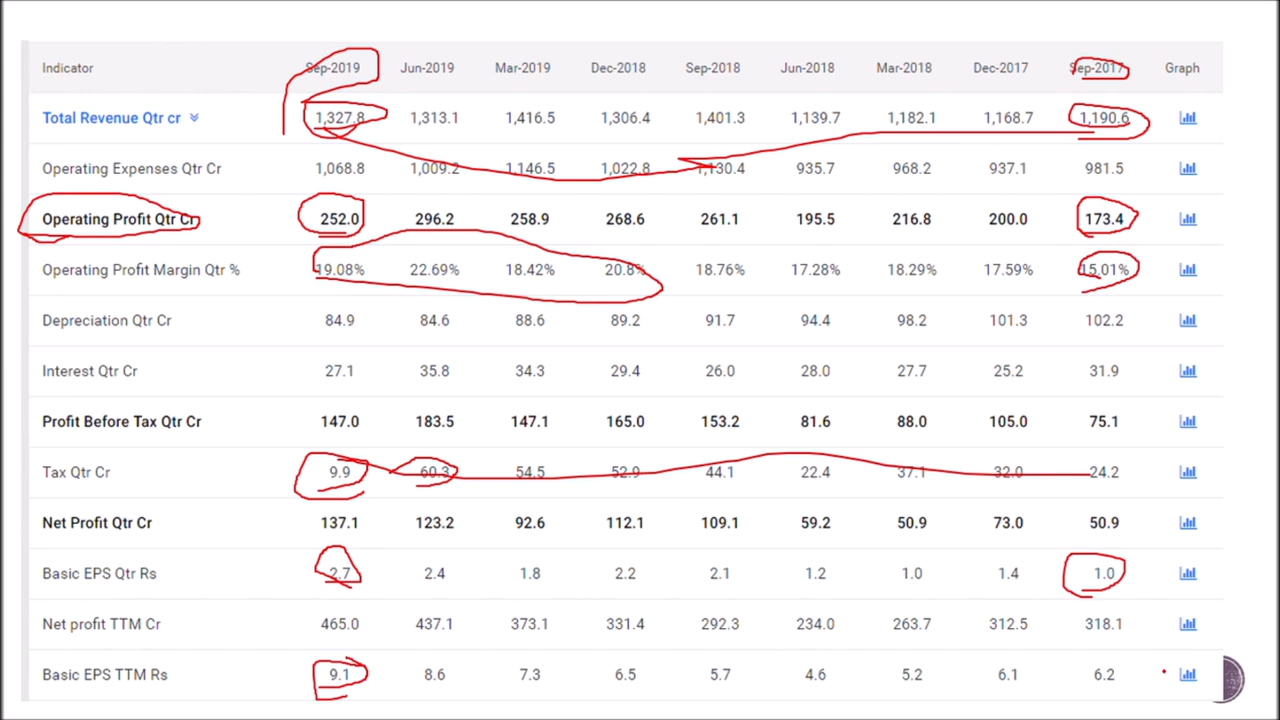 Indicator Sep-2019 Jun-2019 Mar-2019 Dec-2018 Sep-2018 Jun-2018 Mar-2018 Dec-2017 Sep-2017 Graph
Total Revenue Qtr cr 1,327.8 1,313.1 1,416.5 1,306.4 1,401.3 1,139.7 1,182.1 1,168.7 1,190.6
Operating Expenses Qtr Cr 1,068.8 1,009.2 1,146.5 1,022.8 1,130.4 935.7 968.2 937.1 981.5
Operating Profit Qtr Cr 252.0 296.2 258.9 268.6 261.1 195.5 216.8 200.0 173.4
Operating Profit Margin Qtr % 19.08% 22.69% 18.42% 20.8% 18.76% 17.28% 18.29% 17.59% 15.01%
Depreciation Qtr Cr 84.9 84.6 88.6 89.2 91.7 94.4 98.2 101.3 102.2
Interest Qtr Cr 27.1 35.8 34.3 29.4 26.0 28.0 27.7 25.2 31.9
Profit Before Tax Qtr Cr 147.0 183.5 147.1 165.0 153.2 81.6 88.0 105.0 75.1
Tax Qtr Cr 9.9 60.3 54.5 52.9 44.1 22.4 37.1 32.0 24.2
Net Profit Qtr Cr 137.1 123.2 92.6 112.1 109.1 59.2 50.9 73.0 50.9
Basic EPS Qtr Rs 2.7 2.4 1.8 2.2 2.1 1.2 1.0 1.4 1.0
Net profit TTM Cr 465.0 437.1 373.1 331.4 292.3 234.0 263.7 312.5 318.1
Basic EPS TTM Rs 9.1 8.6 7.3 6.5 5.7 4.6 5.2 6.1 6.2